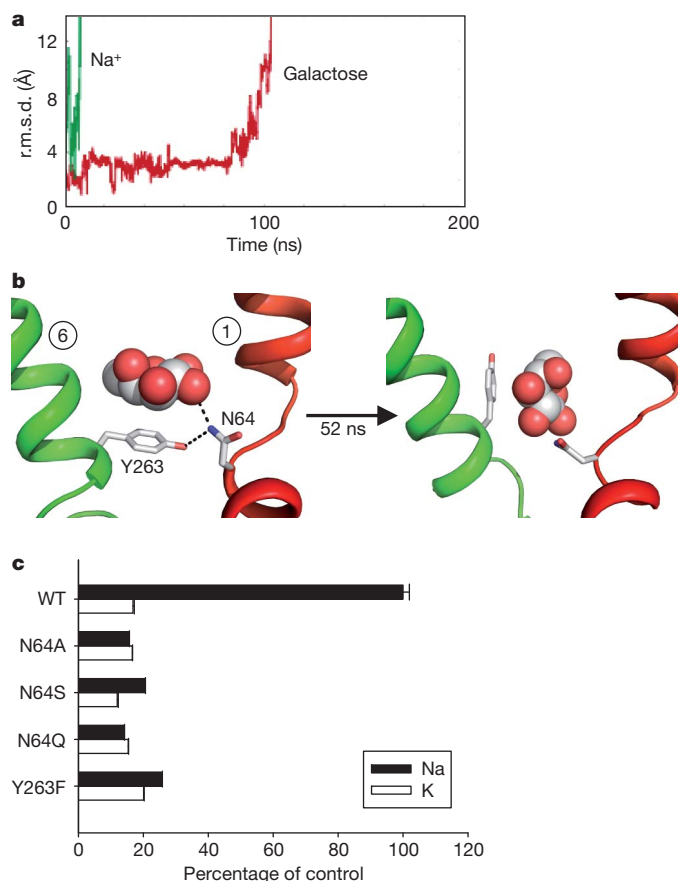 a
r.m.s.d. (Å)
12
8
4
0
Na⁺
Galactose
0
100
200
Time (ns)
b
6
1
N64
Y263
52 ns
c
WT
N64A
N64S
N64Q
Y263F
Na
K
0 20 40 60 80 100 120
Percentage of control